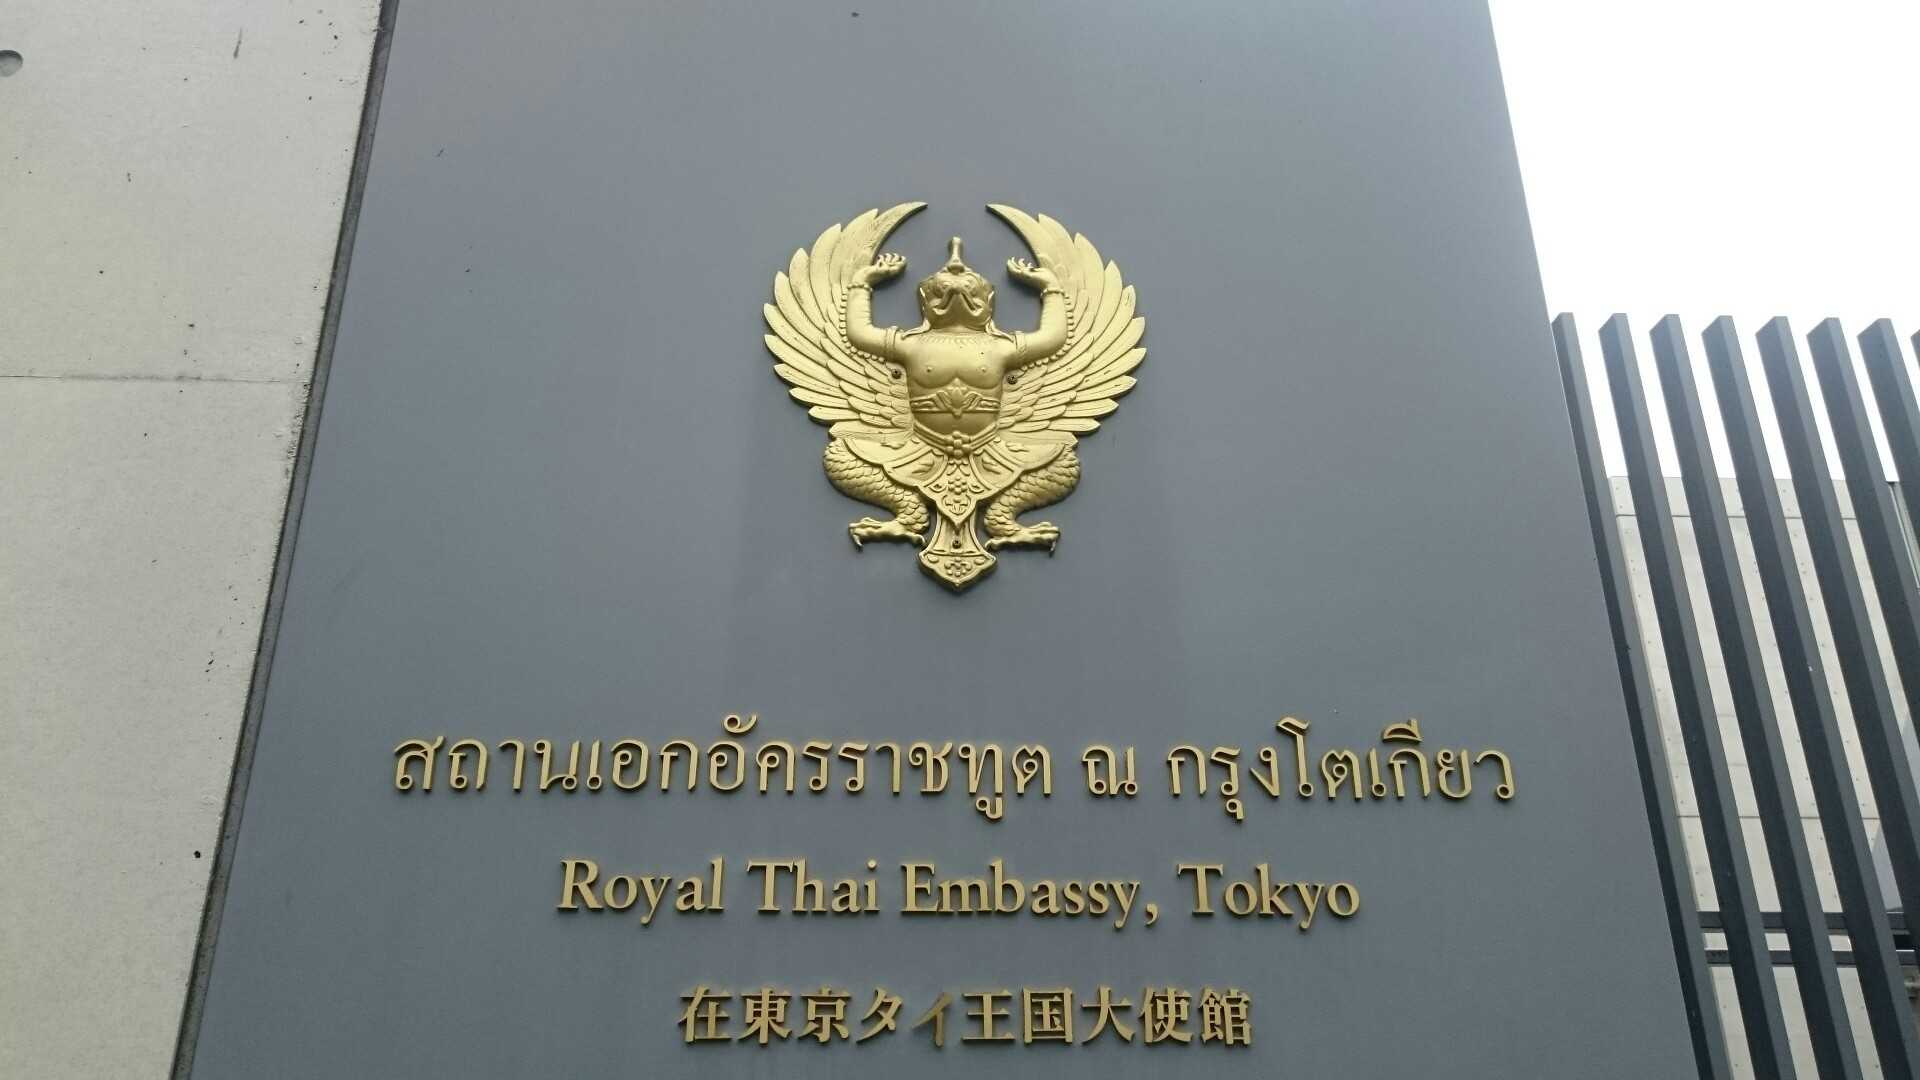 สถานเอกอัครราชทูต ณ กรุงโตเกียว
Royal Thai Embassy, Tokyo
在東京タイ王国大使館